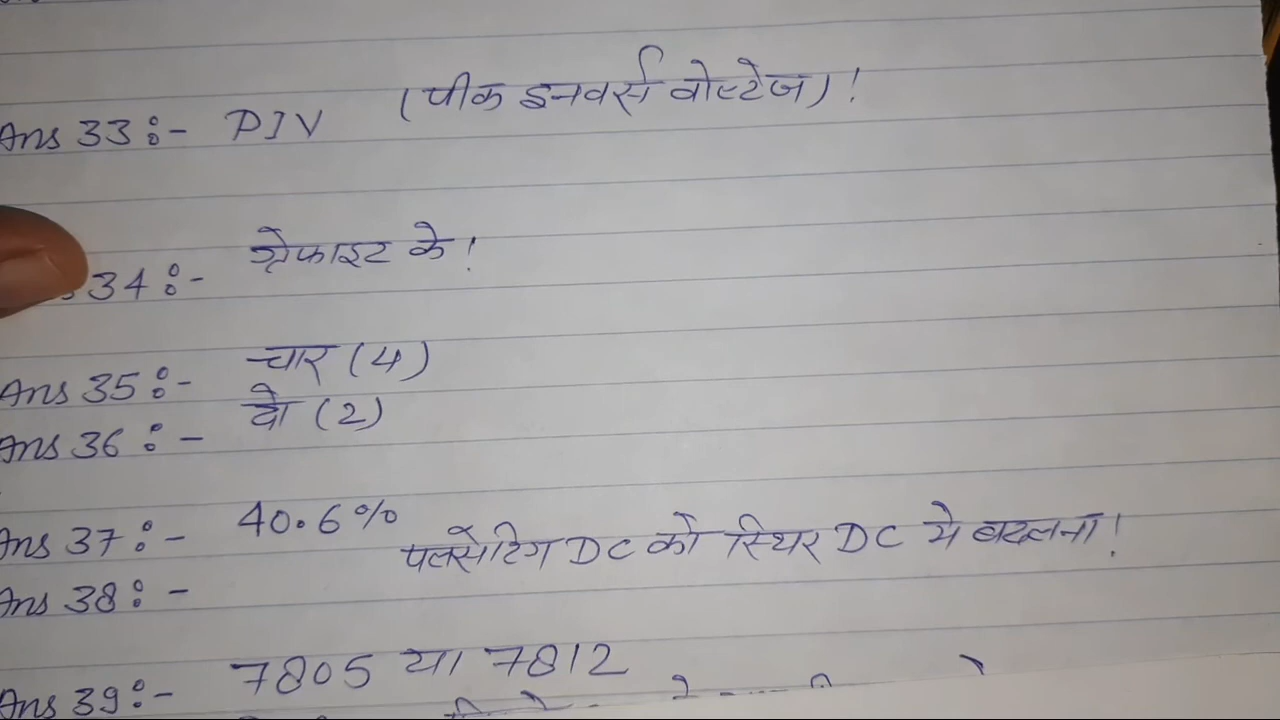 Ans 33 :- PIV (पीक इनवर्स वोल्टेज) !
34 :- ग्रेफाइट के !
Ans 35 :- चार (4)
Ans 36 :- दो (2)
Ans 37 :- 40.6%
Ans 38 :- पलसेटिंग DC को स्थिर DC मे बदलना !
Ans 39 :- 7805 या 7812